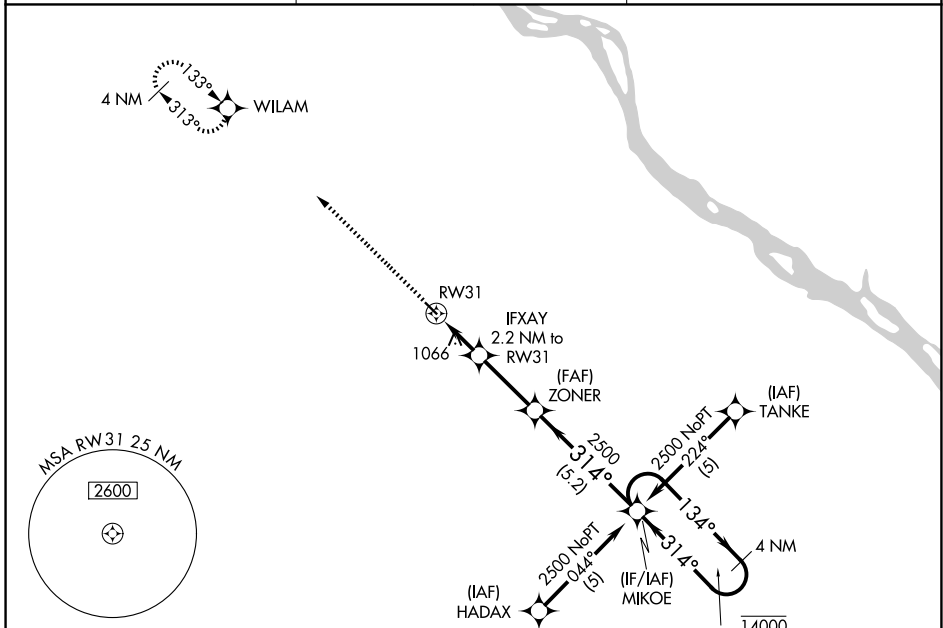 133°
4 NM
313°
WILAM
RW31
IFXAY
2.2 NM to
RW31
1066
(FAF)
ZONER
(IAF)
TANKE
2500 NoPT
224°
(5)
2500
314°
(5.2)
MSA RW31 25 NM
2600
134°
4 NM
314°
2500 NoPT
044°
(5)
(IF/IAF)
MIKOE
(IAF)
HADAX
14000